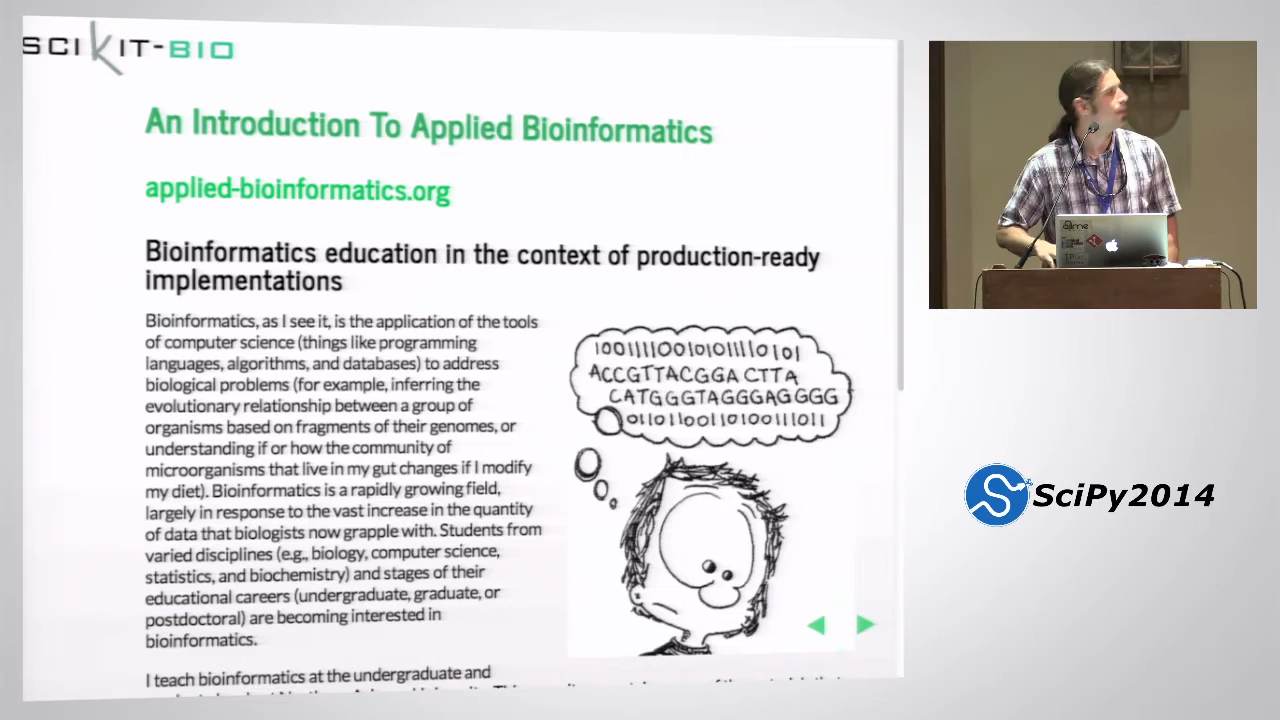 SCIKIT-BIO
An Introduction To Applied Bioinformatics
applied-bioinformatics.org
Bioinformatics education in the context of production-ready
implementations
Bioinformatics, as I see it, is the application of the tools
of computer science (things like programming
languages, algorithms, and databases) to address
biological problems (for example, inferring the
evolutionary relationship between a group of
organisms based on fragments of their genomes, or
understanding if or how the community of
microorganisms that live in my gut changes if I modify
my diet). Bioinformatics is a rapidly growing field,
largely in response to the vast increase in the quantity
of data that biologists now grapple with. Students from
varied disciplines (e.g., biology, computer science,
statistics, and biochemistry) and stages of their
educational careers (undergraduate, graduate, or
postdoctoral) are becoming interested in
bioinformatics.
I teach bioinformatics at the undergraduate and
10011110010101111010101
ACCGTTACGGA CTTA
CATGGGTAGGGAGGGG
01101100110100111011
SciPy2014